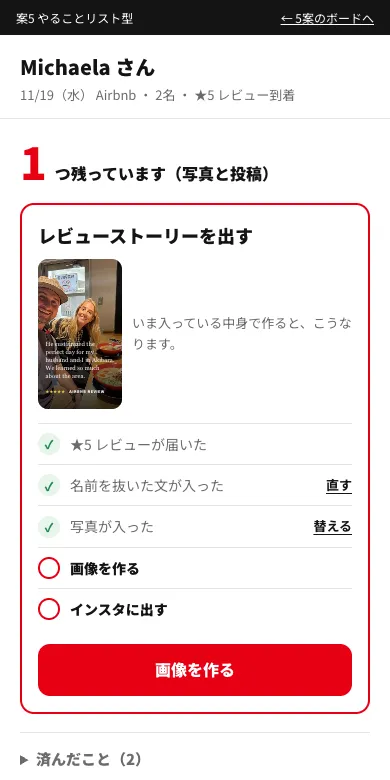 案5 やることリスト型
← 5案のボードへ
Michaela さん
11/19（水） Airbnb ・ 2名 ・ ★5 レビュー到着
1 つ残っています（写真と投稿）
レビューストーリーを出す
He customized the
perfect day for my
husband and I in Akihara.
We learned so much
about the area.
★★★★★ AIRBNB REVIEW
いま入っている中身で作ると、こうな
ります。
✓ ★5 レビューが届いた
✓ 名前を抜いた文が入った 直す
✓ 写真が入った 替える
画像を作る
インスタに出す
画像を作る
▶ 済んだこと（2）